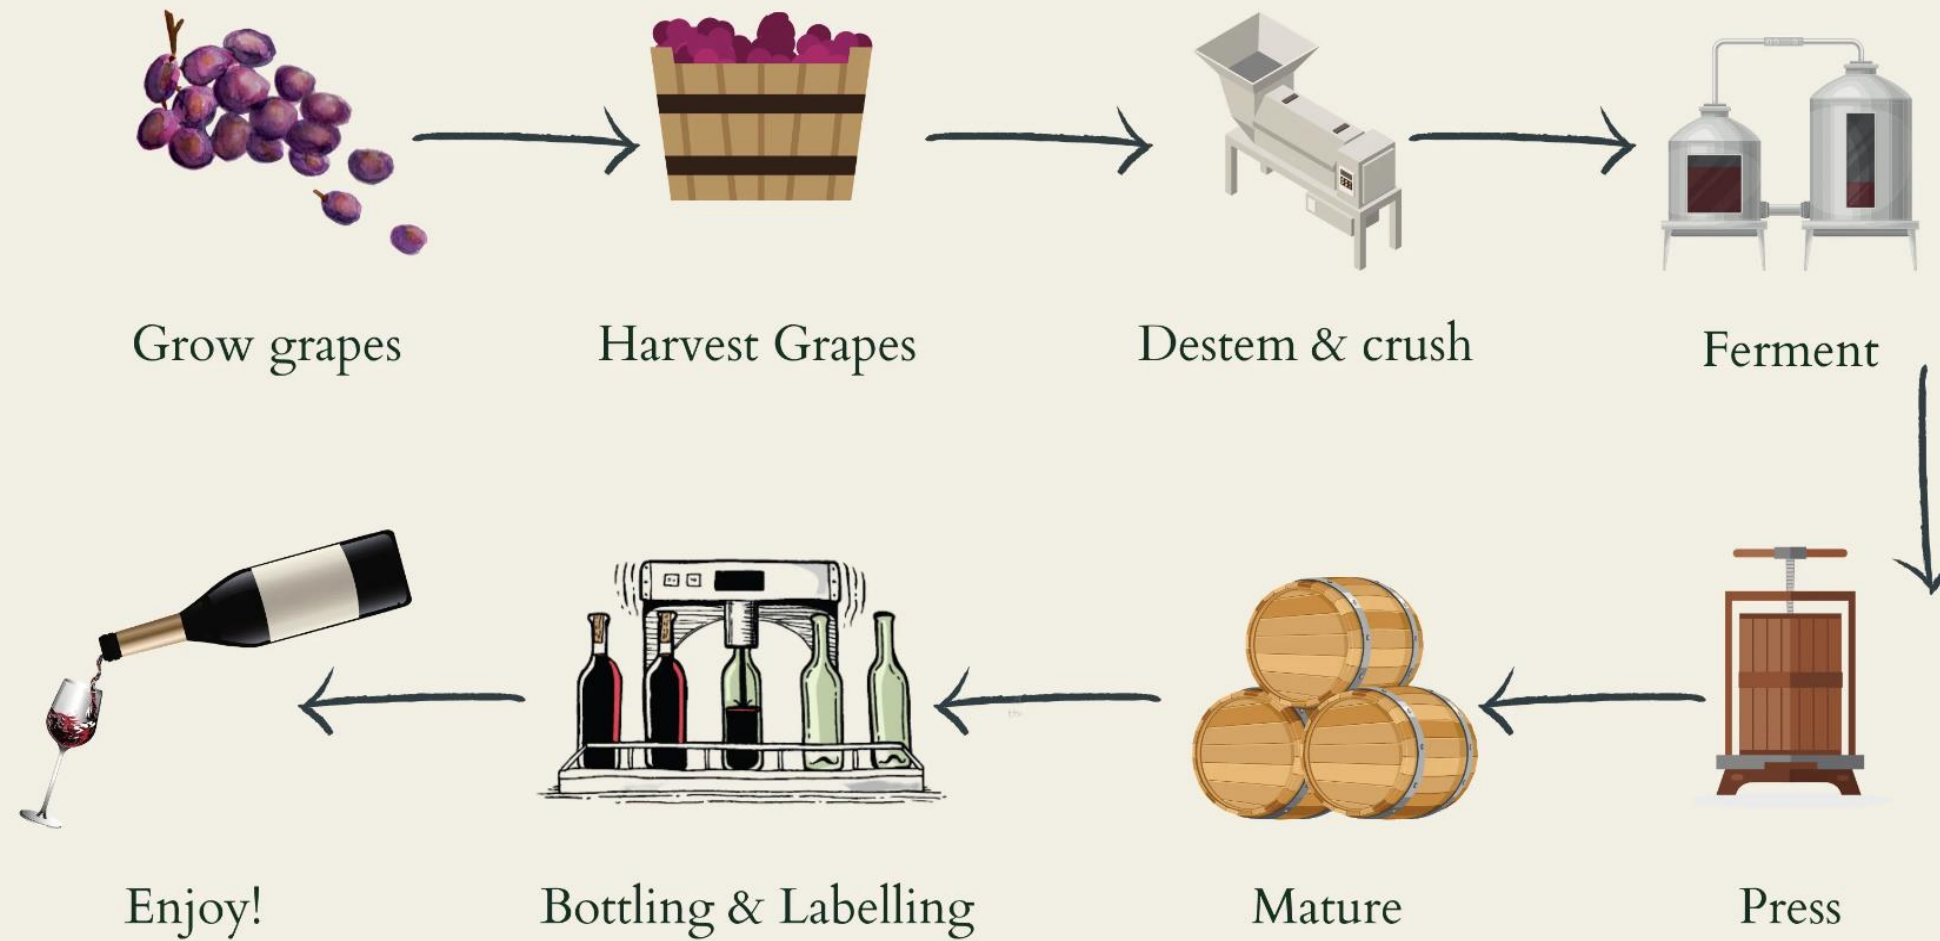 Grow grapes
Harvest Grapes
Destem & crush
Ferment
Press
Mature
Bottling & Labelling
Enjoy!